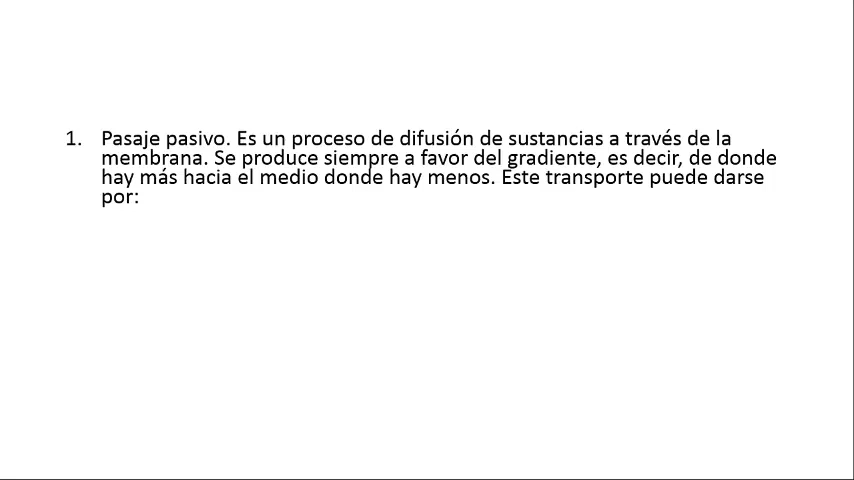 1. Pasaje pasivo. Es un proceso de difusión de sustancias a través de la
membrana. Se produce siempre a favor del gradiente, es decir, de donde
hay más hacia el medio donde hay menos. Este transporte puede darse
por: